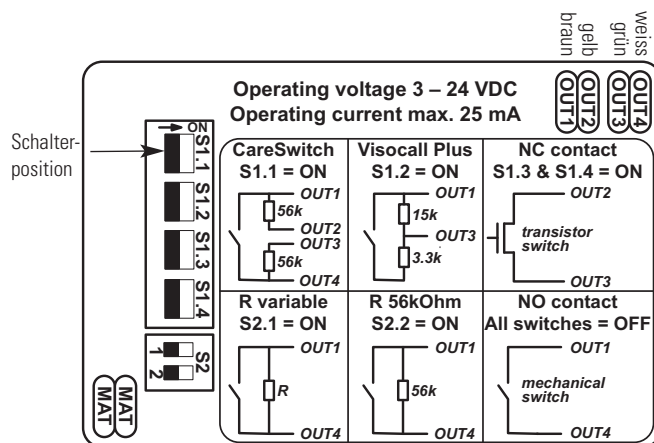 braun
gelb
grün
weiss
OUT1
OUT2
OUT3
OUT4
Operating voltage 3 – 24 VDC
Operating current max. 25 mA
Schalter-
position
ON
S1.1
S1.2
S1.3
S1.4
1
2
S2
MAT
MAT
CareSwitch
S1.1 = ON
OUT1
56k
OUT2
OUT3
56k
OUT4
Visocall Plus
S1.2 = ON
OUT1
15k
OUT3
3.3k
OUT4
NC contact
S1.3 & S1.4 = ON
OUT2
transistor
switch
OUT3
R variable
S2.1 = ON
OUT1
R
OUT4
R 56kOhm
S2.2 = ON
OUT1
56k
OUT4
NO contact
All switches = OFF
OUT1
mechanical
switch
OUT4